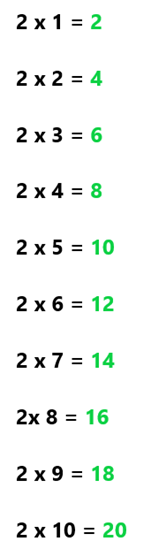 2 x 1 = 2
2 x 2 = 4
2 x 3 = 6
2 x 4 = 8
2 x 5 = 10
2 x 6 = 12
2 x 7 = 14
2x 8 = 16
2 x 9 = 18
2 x 10 = 20